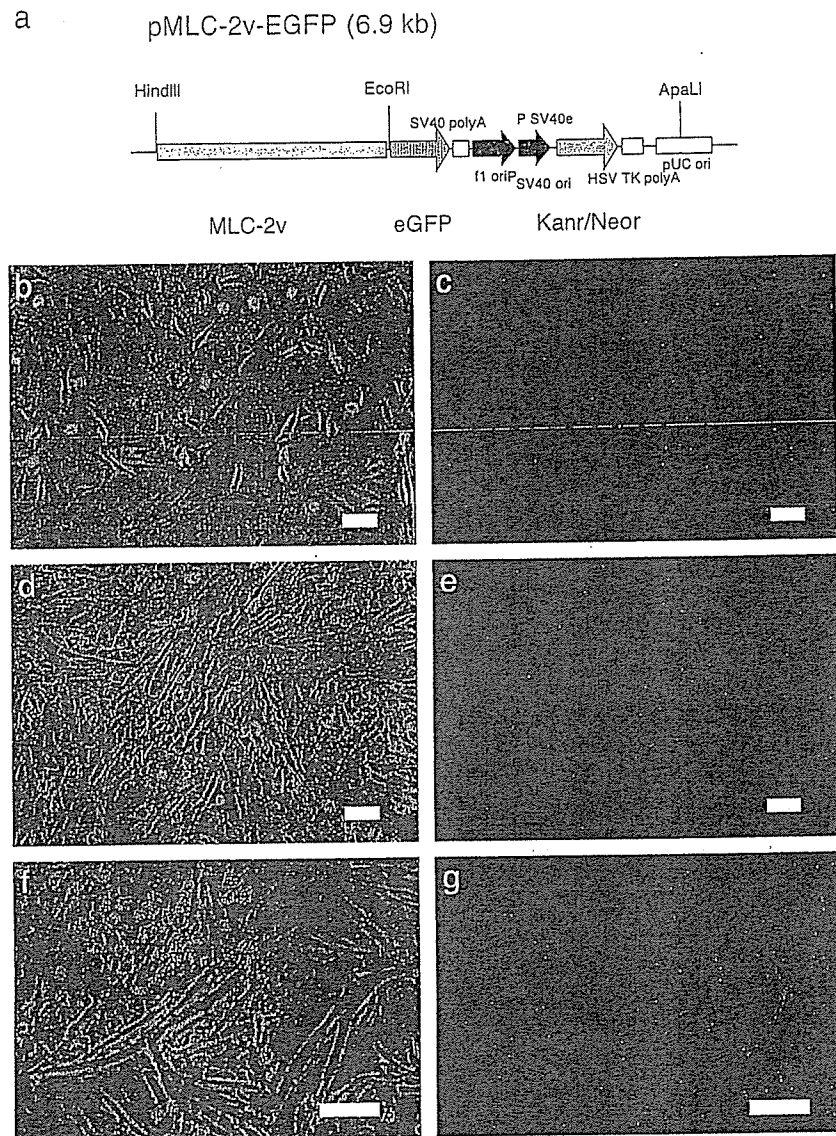 a
pMLC-2v-EGFP (6.9 kb)
HindIII EcoRI ApaLI
SV40 polyA P SV40e
f1 oriP SV40 ori HSV TK polyA pUC ori
MLC-2v eGFP Kanr/Neor
b c
d e
f g